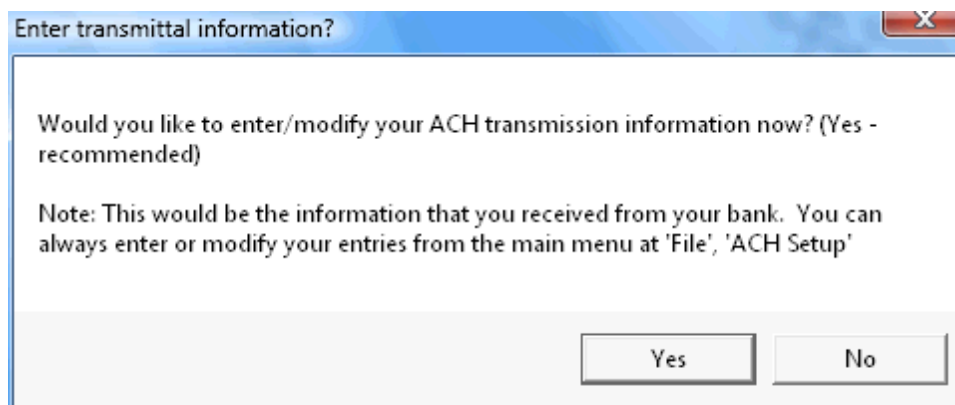 Enter transmittal information?
Would you like to enter/modify your ACH transmission information now? (Yes -
recommended)
Note: This would be the information that you received from your bank.  You can
always enter or modify your entries from the main menu at 'File', 'ACH Setup'
Yes
No